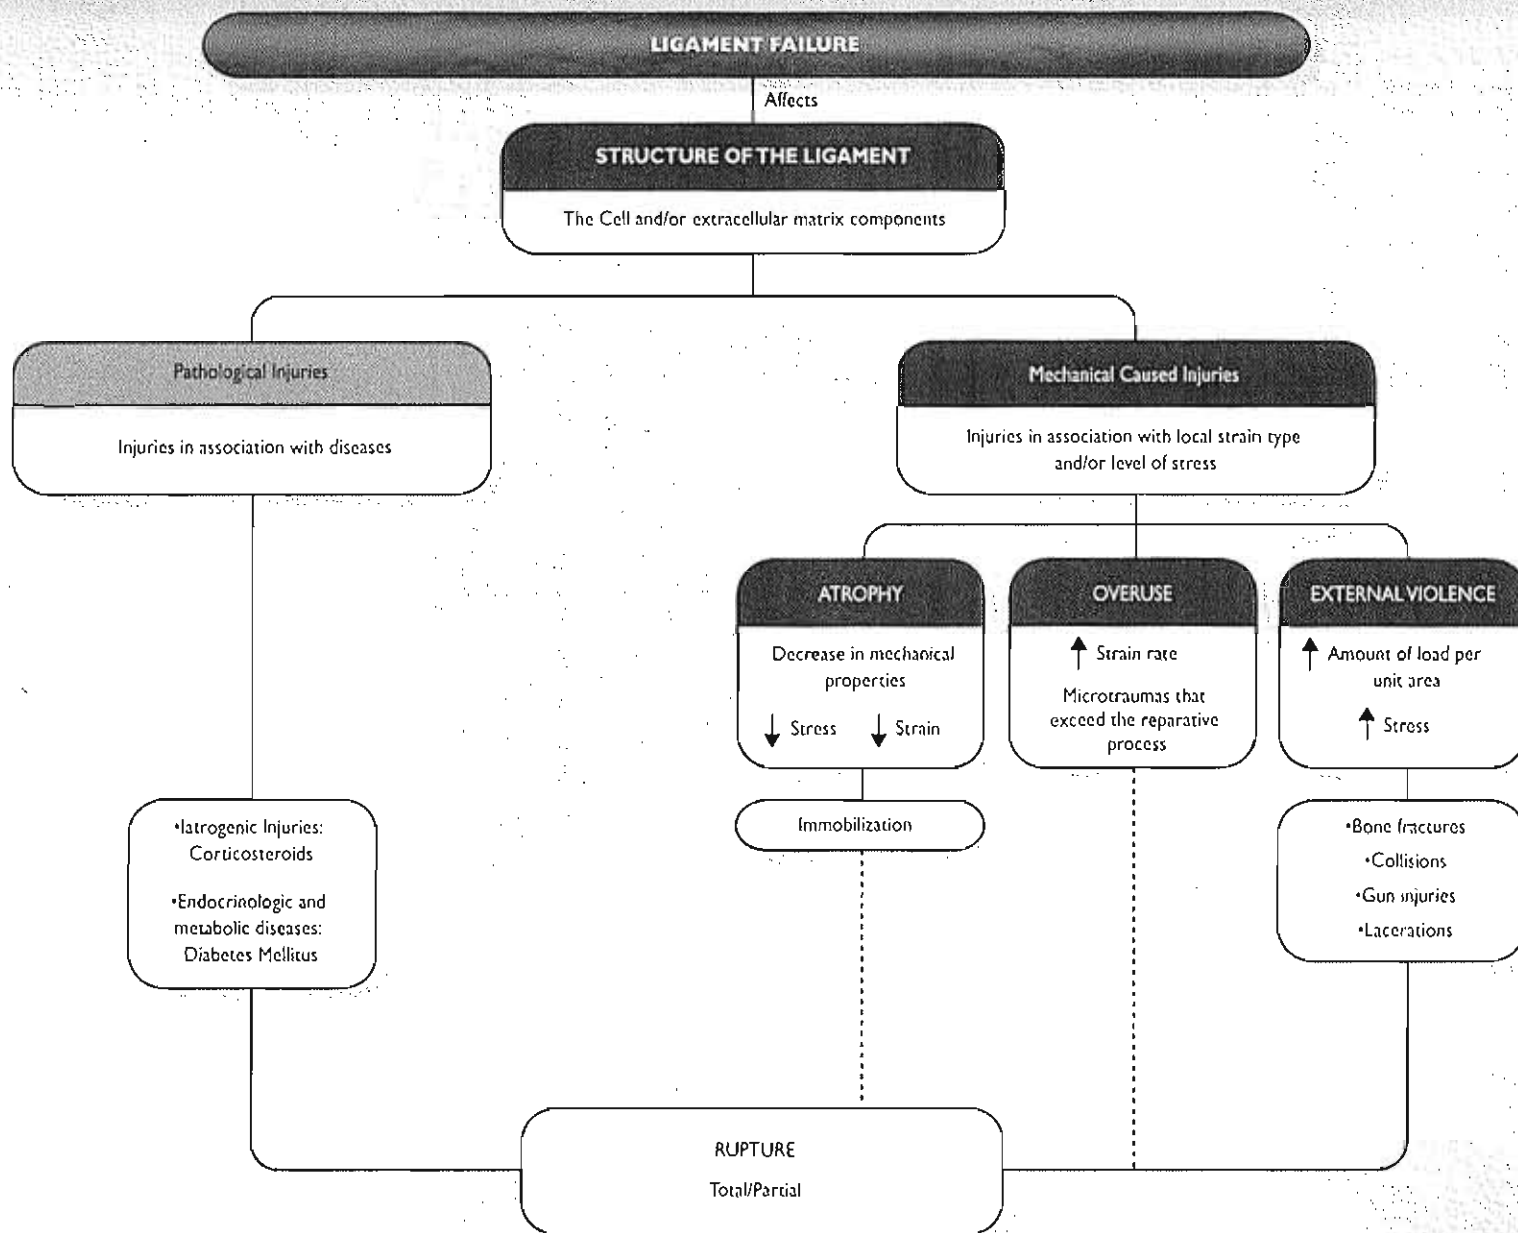 LIGAMENT FAILURE
Affects
STRUCTURE OF THE LIGAMENT
The Cell and/or extracellular matrix components
Pathological Injuries
Injuries in association with diseases
Mechanical Caused Injuries
Injuries in association with local strain type
and/or level of stress
ATROPHY
Decrease in mechanical
properties
↓ Stress ↓ Strain
Immobilization
OVERUSE
↑ Strain rate
Microtraumas that
exceed the reparative
process
EXTERNAL VIOLENCE
↑ Amount of load per
unit area
↑ Stress
•Bone fractures
•Collisions
•Gun injuries
•Lacerations
•Iatrogenic Injuries:
Corticosteroids
•Endocrinologic and
metabolic diseases:
Diabetes Mellitus
RUPTURE
Total/Partial